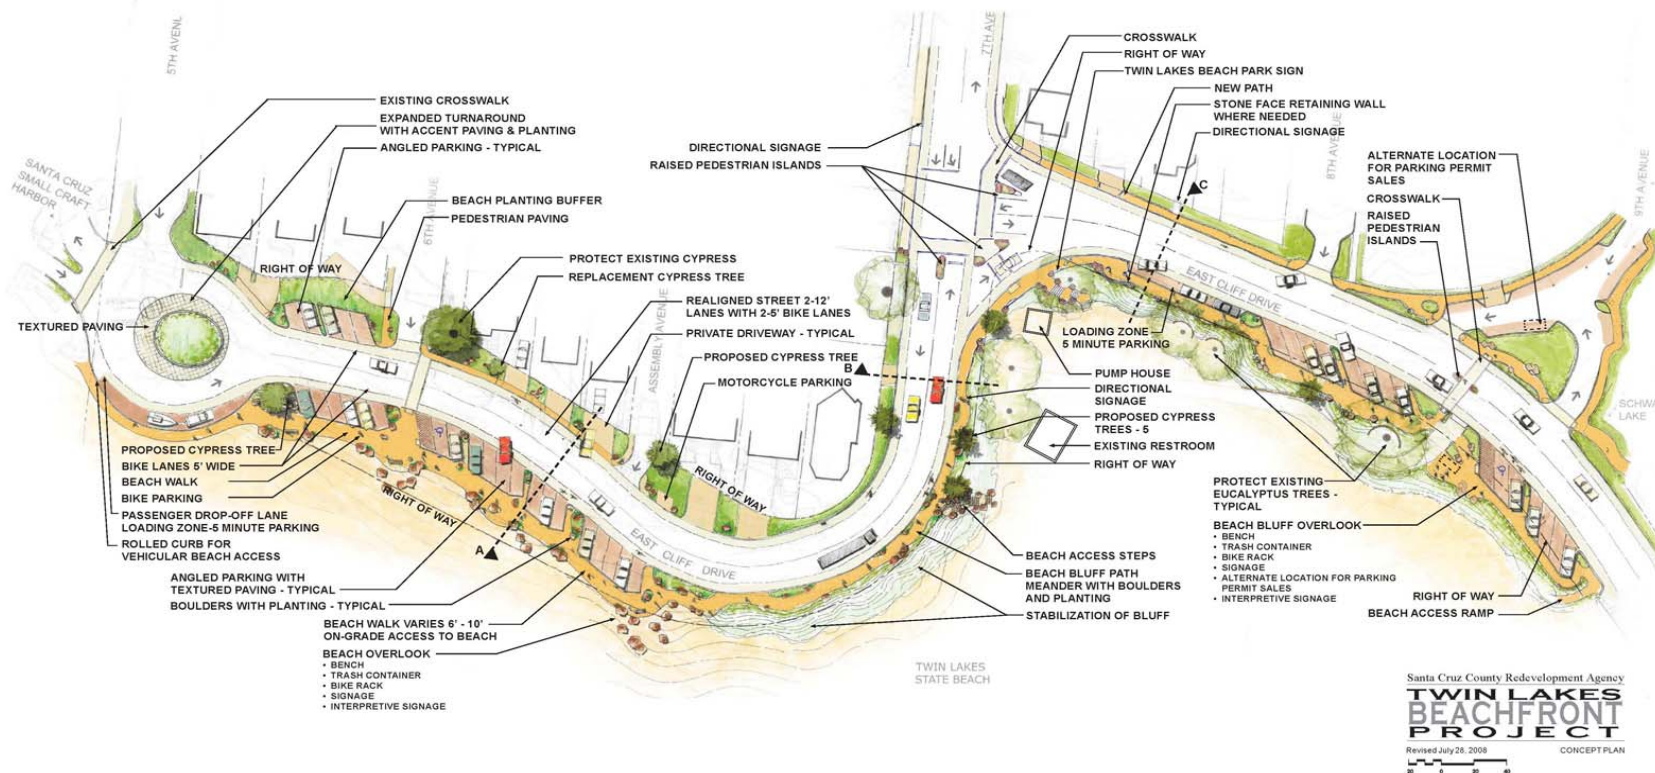 5TH AVENU
EXISTING CROSSWALK
EXPANDED TURNAROUND
WITH ACCENT PAVING & PLANTING
ANGLED PARKING - TYPICAL
SANTA CRUZ
SMALL CRAFT
HARBOR
BEACH PLANTING BUFFER
PEDESTRIAN PAVING
6TH AVENUE
RIGHT OF WAY
TEXTURED PAVING
PROTECT EXISTING CYPRESS
REPLACEMENT CYPRESS TREE
REALIGNED STREET 2-12'
LANES WITH 2-5' BIKE LANES
PRIVATE DRIVEWAY - TYPICAL
ASSEMBLY AVENUE
PROPOSED CYPRESS TREE
MOTORCYCLE PARKING
PROPOSED CYPRESS TREE
BIKE LANES 5' WIDE
BEACH WALK
BIKE PARKING
PASSENGER DROP-OFF LANE
LOADING ZONE-5 MINUTE PARKING
ROLLED CURB FOR
VEHICULAR BEACH ACCESS
ANGLED PARKING WITH
TEXTURED PAVING - TYPICAL
BOULDERS WITH PLANTING - TYPICAL
BEACH WALK VARIES 6' - 10'
ON-GRADE ACCESS TO BEACH
BEACH OVERLOOK
• BENCH
• TRASH CONTAINER
• BIKE RACK
• SIGNAGE
• INTERPRETIVE SIGNAGE
RIGHT OF WAY
A
RIGHT OF WAY
EAST CLIFF DRIVE
7TH AVE
DIRECTIONAL SIGNAGE
RAISED PEDESTRIAN ISLANDS
B
CROSSWALK
RIGHT OF WAY
TWIN LAKES BEACH PARK SIGN
NEW PATH
STONE FACE RETAINING WALL
WHERE NEEDED
DIRECTIONAL SIGNAGE
C
8TH AVENUE
9TH AVENUE
ALTERNATE LOCATION
FOR PARKING PERMIT
SALES
CROSSWALK
RAISED
PEDESTRIAN
ISLANDS
EAST CLIFF DRIVE
LOADING ZONE
5 MINUTE PARKING
PUMP HOUSE
DIRECTIONAL
SIGNAGE
PROPOSED CYPRESS
TREES - 5
EXISTING RESTROOM
RIGHT OF WAY
BEACH ACCESS STEPS
BEACH BLUFF PATH
MEANDER WITH BOULDERS
AND PLANTING
STABILIZATION OF BLUFF
TWIN LAKES
STATE BEACH
PROTECT EXISTING
EUCALYPTUS TREES -
TYPICAL
BEACH BLUFF OVERLOOK
• BENCH
• TRASH CONTAINER
• BIKE RACK
• SIGNAGE
• ALTERNATE LOCATION FOR PARKING
PERMIT SALES
• INTERPRETIVE SIGNAGE
SCHWA
LAKE
RIGHT OF WAY
BEACH ACCESS RAMP
Santa Cruz County Redevelopment Agency
TWIN LAKES
BEACHFRONT
PROJECT
Revised July 28, 2008
CONCEPT PLAN
20 0 20 40